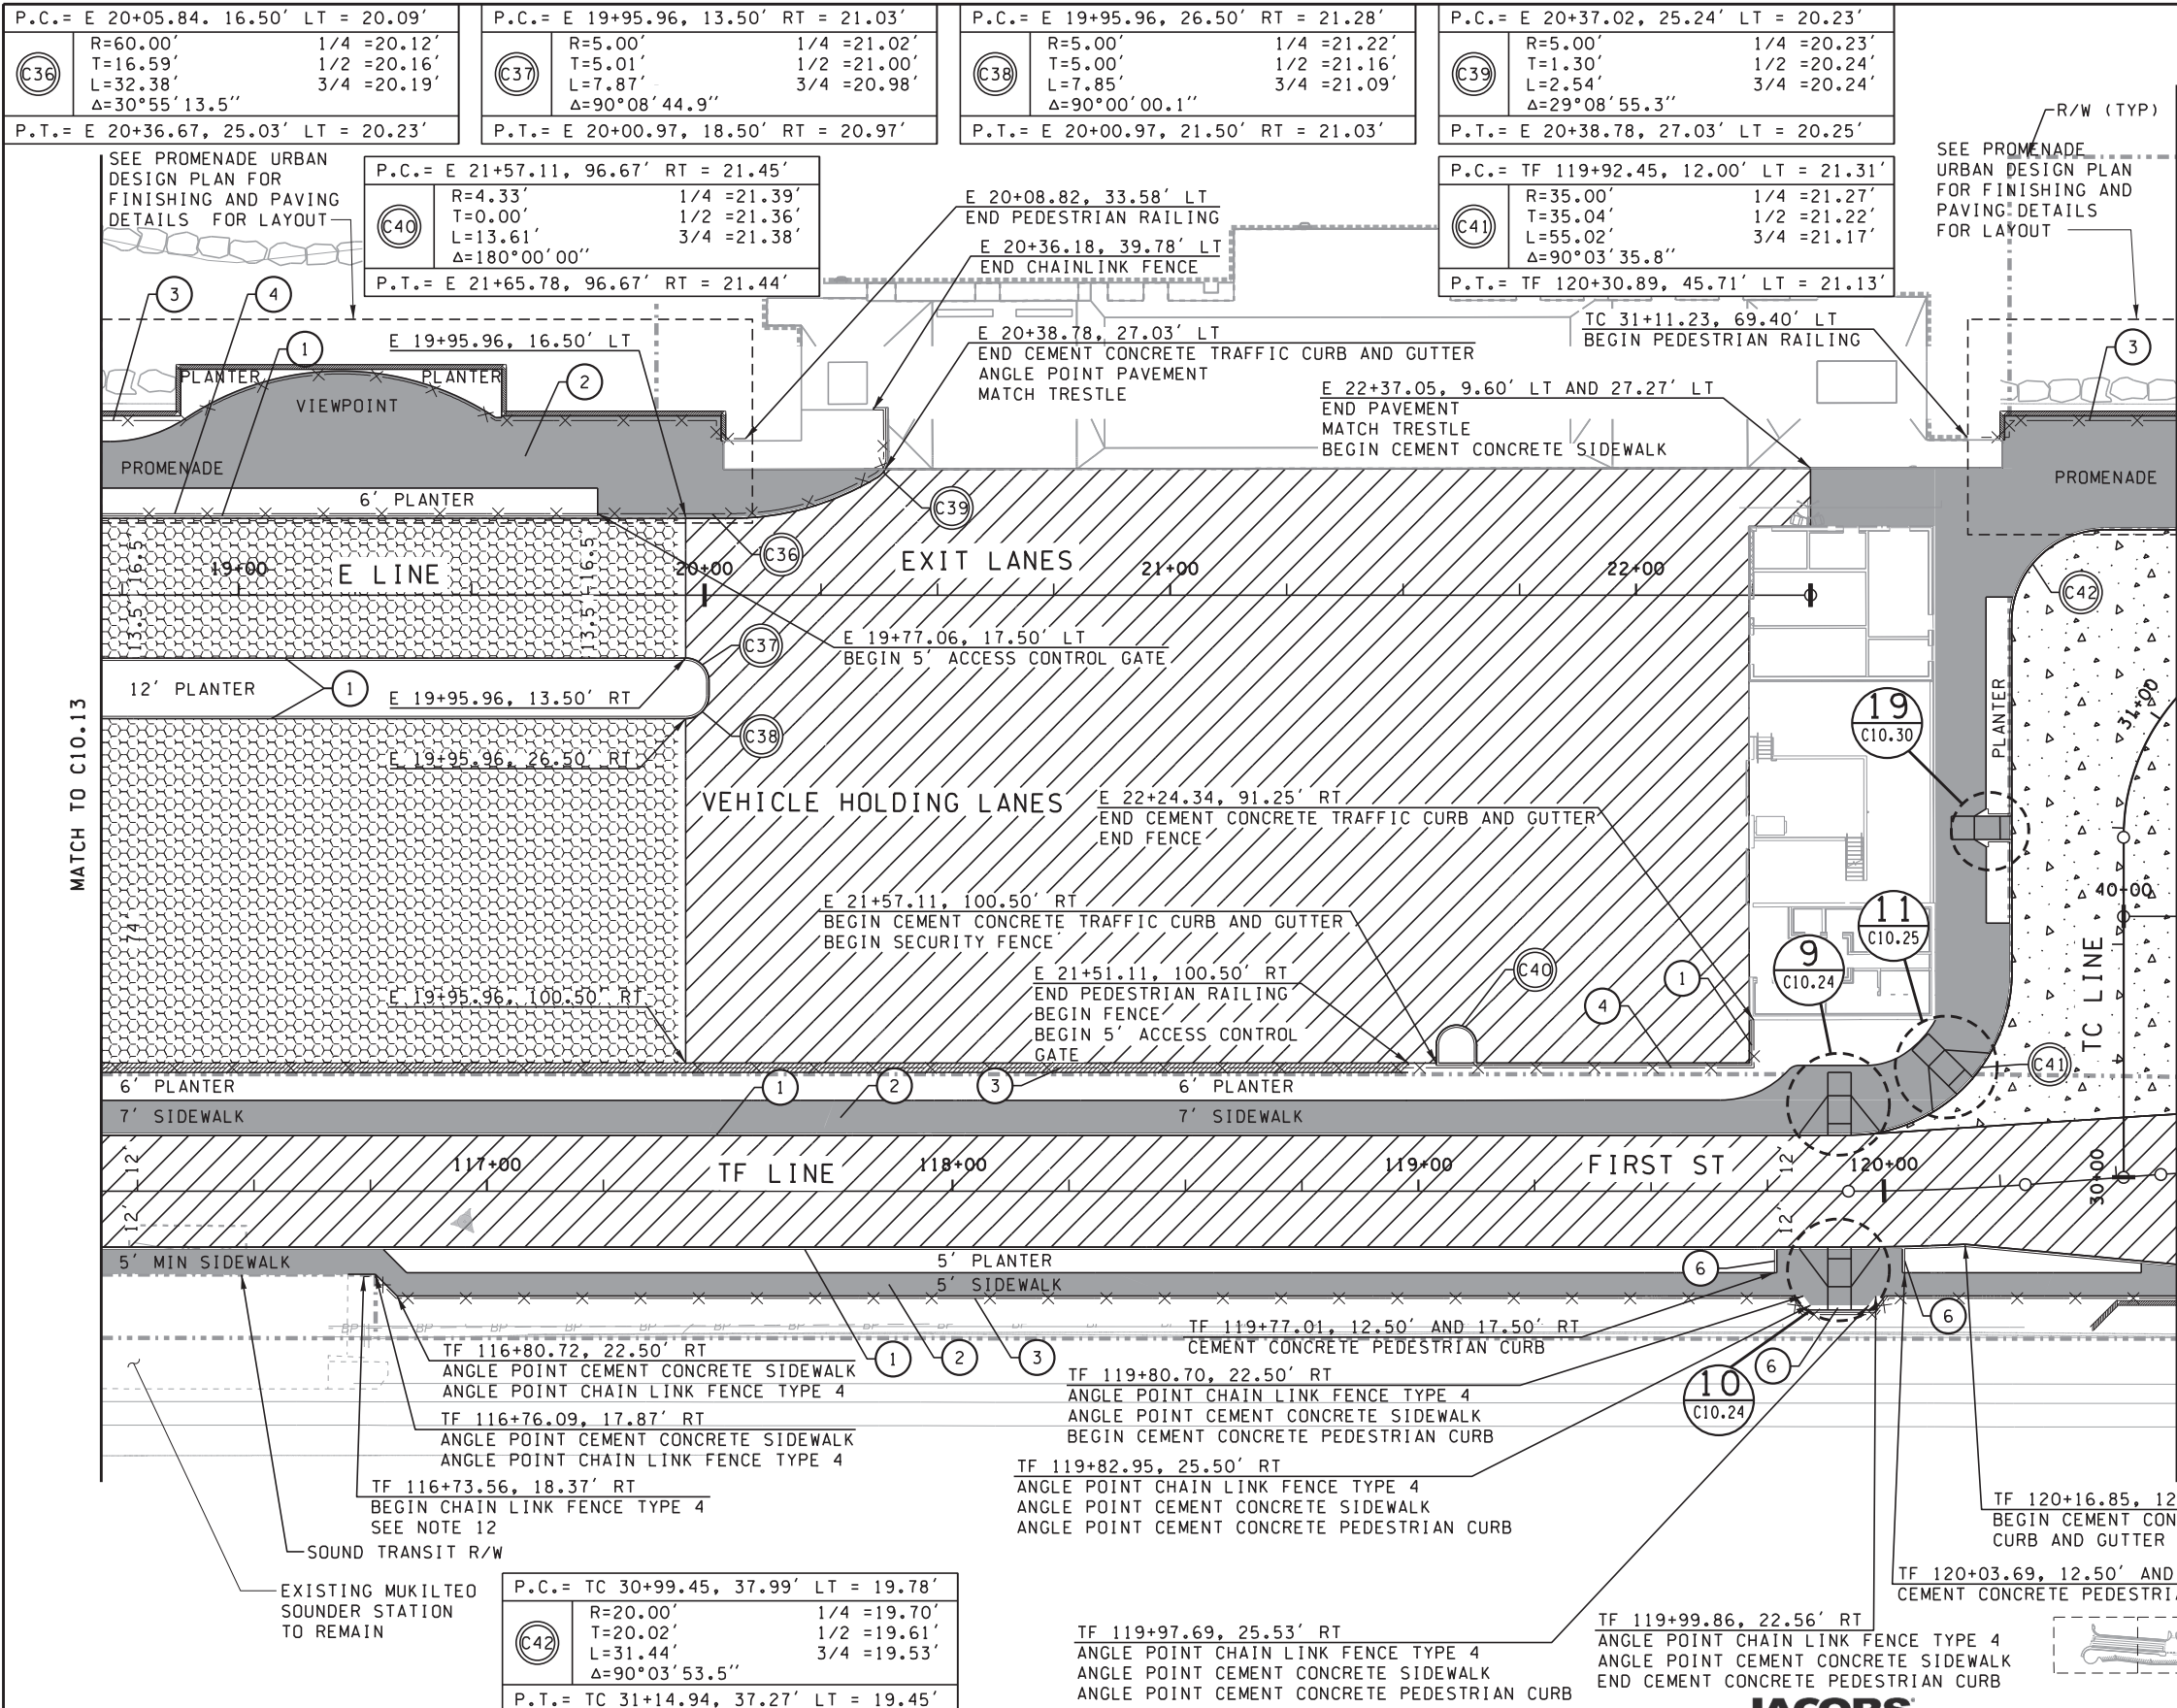 P.C.= E 20+05.84. 16.50' LT = 20.09'
C36
R=60.00' 1/4 =20.12'
T=16.59' 1/2 =20.16'
L=32.38' 3/4 =20.19'
Δ=30°55'13.5''
P.T.= E 20+36.67, 25.03' LT = 20.23'
P.C.= E 19+95.96, 13.50' RT = 21.03'
C37
R=5.00' 1/4 =21.02'
T=5.01' 1/2 =21.00'
L=7.87' 3/4 =20.98'
Δ=90°08'44.9''
P.T.= E 20+00.97, 18.50' RT = 20.97'
P.C.= E 19+95.96, 26.50' RT = 21.28'
C38
R=5.00' 1/4 =21.22'
T=5.00' 1/2 =21.16'
L=7.85' 3/4 =21.09'
Δ=90°00'00.1''
P.T.= E 20+00.97, 21.50' RT = 21.03'
P.C.= E 20+37.02, 25.24' LT = 20.23'
C39
R=5.00' 1/4 =20.23'
T=1.30' 1/2 =20.24'
L=2.54' 3/4 =20.24'
Δ=29°08'55.3''
P.T.= E 20+38.78, 27.03' LT = 20.25'
R/W (TYP)
SEE PROMENADE URBAN
DESIGN PLAN FOR
FINISHING AND PAVING
DETAILS FOR LAYOUT
P.C.= E 21+57.11, 96.67' RT = 21.45'
C40
R=4.33' 1/4 =21.39'
T=0.00' 1/2 =21.36'
L=13.61' 3/4 =21.38'
Δ=180°00'00''
P.T.= E 21+65.78, 96.67' RT = 21.44'
E 20+08.82, 33.58' LT
END PEDESTRIAN RAILING
E 20+36.18, 39.78' LT
END CHAINLINK FENCE
P.C.= TF 119+92.45, 12.00' LT = 21.31'
C41
R=35.00' 1/4 =21.27'
T=35.04' 1/2 =21.22'
L=55.02' 3/4 =21.17'
Δ=90°03'35.8''
P.T.= TF 120+30.89, 45.71' LT = 21.13'
SEE PROMENADE
URBAN DESIGN PLAN
FOR FINISHING AND
PAVING DETAILS
FOR LAYOUT
3
4
1
E 19+95.96, 16.50' LT
2
E 20+38.78, 27.03' LT
END CEMENT CONCRETE TRAFFIC CURB AND GUTTER
ANGLE POINT PAVEMENT
MATCH TRESTLE
TC 31+11.23, 69.40' LT
BEGIN PEDESTRIAN RAILING
3
E 22+37.05, 9.60' LT AND 27.27' LT
END PAVEMENT
MATCH TRESTLE
BEGIN CEMENT CONCRETE SIDEWALK
PLANTER
PLANTER
VIEWPOINT
PROMENADE
PROMENADE
6' PLANTER
C39
C36
EXIT LANES
13.5' 16.5'
19+00
E LINE
13.5' 16.5'
20+00
21+00
22+00
C42
C37
E 19+77.06, 17.50' LT
BEGIN 5' ACCESS CONTROL GATE
12' PLANTER
1
E 19+95.96, 13.50' RT
C38
E 19+95.96, 26.50' RT
MATCH TO C10.13
VEHICLE HOLDING LANES
E 22+24.34, 91.25' RT
END CEMENT CONCRETE TRAFFIC CURB AND GUTTER
END FENCE
19
C10.30
PLANTER
31+00
40+00
TC LINE
11
C10.25
9
C10.24
74'
E 21+57.11, 100.50' RT
BEGIN CEMENT CONCRETE TRAFFIC CURB AND GUTTER
BEGIN SECURITY FENCE
E 21+51.11, 100.50' RT
END PEDESTRIAN RAILING
BEGIN FENCE
BEGIN 5' ACCESS CONTROL
GATE
C40
4
1
E 19+95.96, 100.50' RT
C41
6' PLANTER
1
2
3
6' PLANTER
7' SIDEWALK
7' SIDEWALK
12'
117+00
TF LINE
118+00
119+00
FIRST ST
12'
120+00
30+00
12'
12'
5' MIN SIDEWALK
5' PLANTER
5' SIDEWALK
6
BP BP BP BP BP BP BP
TF 119+77.01, 12.50' AND 17.50' RT
CEMENT CONCRETE PEDESTRIAN CURB
6
TF 116+80.72, 22.50' RT
ANGLE POINT CEMENT CONCRETE SIDEWALK
ANGLE POINT CHAIN LINK FENCE TYPE 4
1
2
3
TF 119+80.70, 22.50' RT
ANGLE POINT CHAIN LINK FENCE TYPE 4
ANGLE POINT CEMENT CONCRETE SIDEWALK
BEGIN CEMENT CONCRETE PEDESTRIAN CURB
10
C10.24
6
TF 116+76.09, 17.87' RT
ANGLE POINT CEMENT CONCRETE SIDEWALK
ANGLE POINT CHAIN LINK FENCE TYPE 4
TF 116+73.56, 18.37' RT
BEGIN CHAIN LINK FENCE TYPE 4
SEE NOTE 12
TF 119+82.95, 25.50' RT
ANGLE POINT CHAIN LINK FENCE TYPE 4
ANGLE POINT CEMENT CONCRETE SIDEWALK
ANGLE POINT CEMENT CONCRETE PEDESTRIAN CURB
TF 120+16.85, 12
BEGIN CEMENT CON
CURB AND GUTTER
SOUND TRANSIT R/W
EXISTING MUKILTEO
SOUNDER STATION
TO REMAIN
P.C.= TC 30+99.45, 37.99' LT = 19.78'
C42
R=20.00' 1/4 =19.70'
T=20.02' 1/2 =19.61'
L=31.44' 3/4 =19.53'
Δ=90°03'53.5''
P.T.= TC 31+14.94, 37.27' LT = 19.45'
TF 120+03.69, 12.50' AND
CEMENT CONCRETE PEDESTRI
TF 119+97.69, 25.53' RT
ANGLE POINT CHAIN LINK FENCE TYPE 4
ANGLE POINT CEMENT CONCRETE SIDEWALK
ANGLE POINT CEMENT CONCRETE PEDESTRIAN CURB
TF 119+99.86, 22.56' RT
ANGLE POINT CHAIN LINK FENCE TYPE 4
ANGLE POINT CEMENT CONCRETE SIDEWALK
END CEMENT CONCRETE PEDESTRIAN CURB
JACOBS